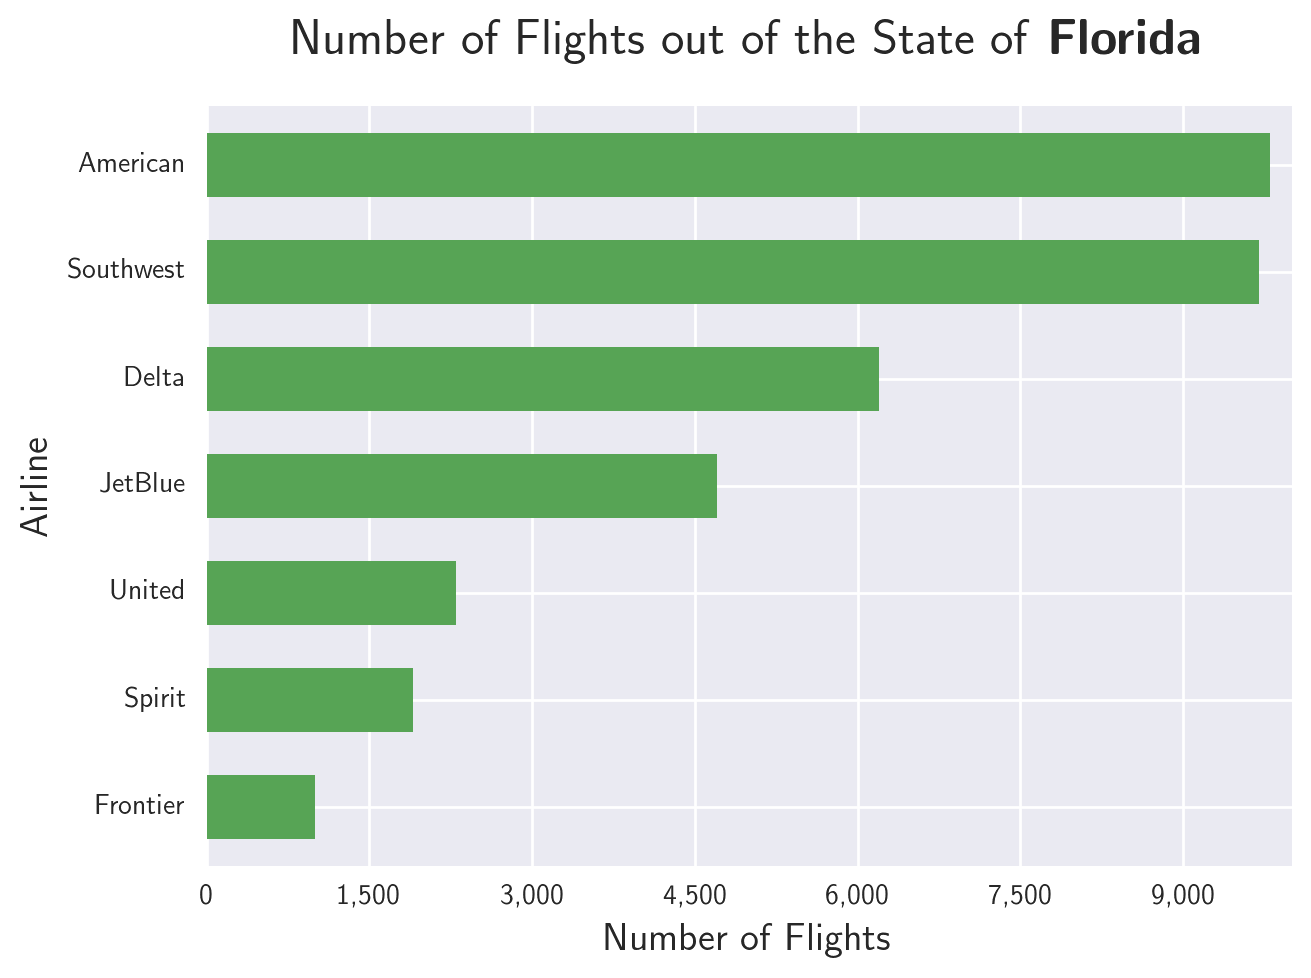 Number of Flights out of the State of Florida
American
Southwest
Delta
JetBlue
United
Spirit
Frontier
Airline
0 1,500 3,000 4,500 6,000 7,500 9,000
Number of Flights